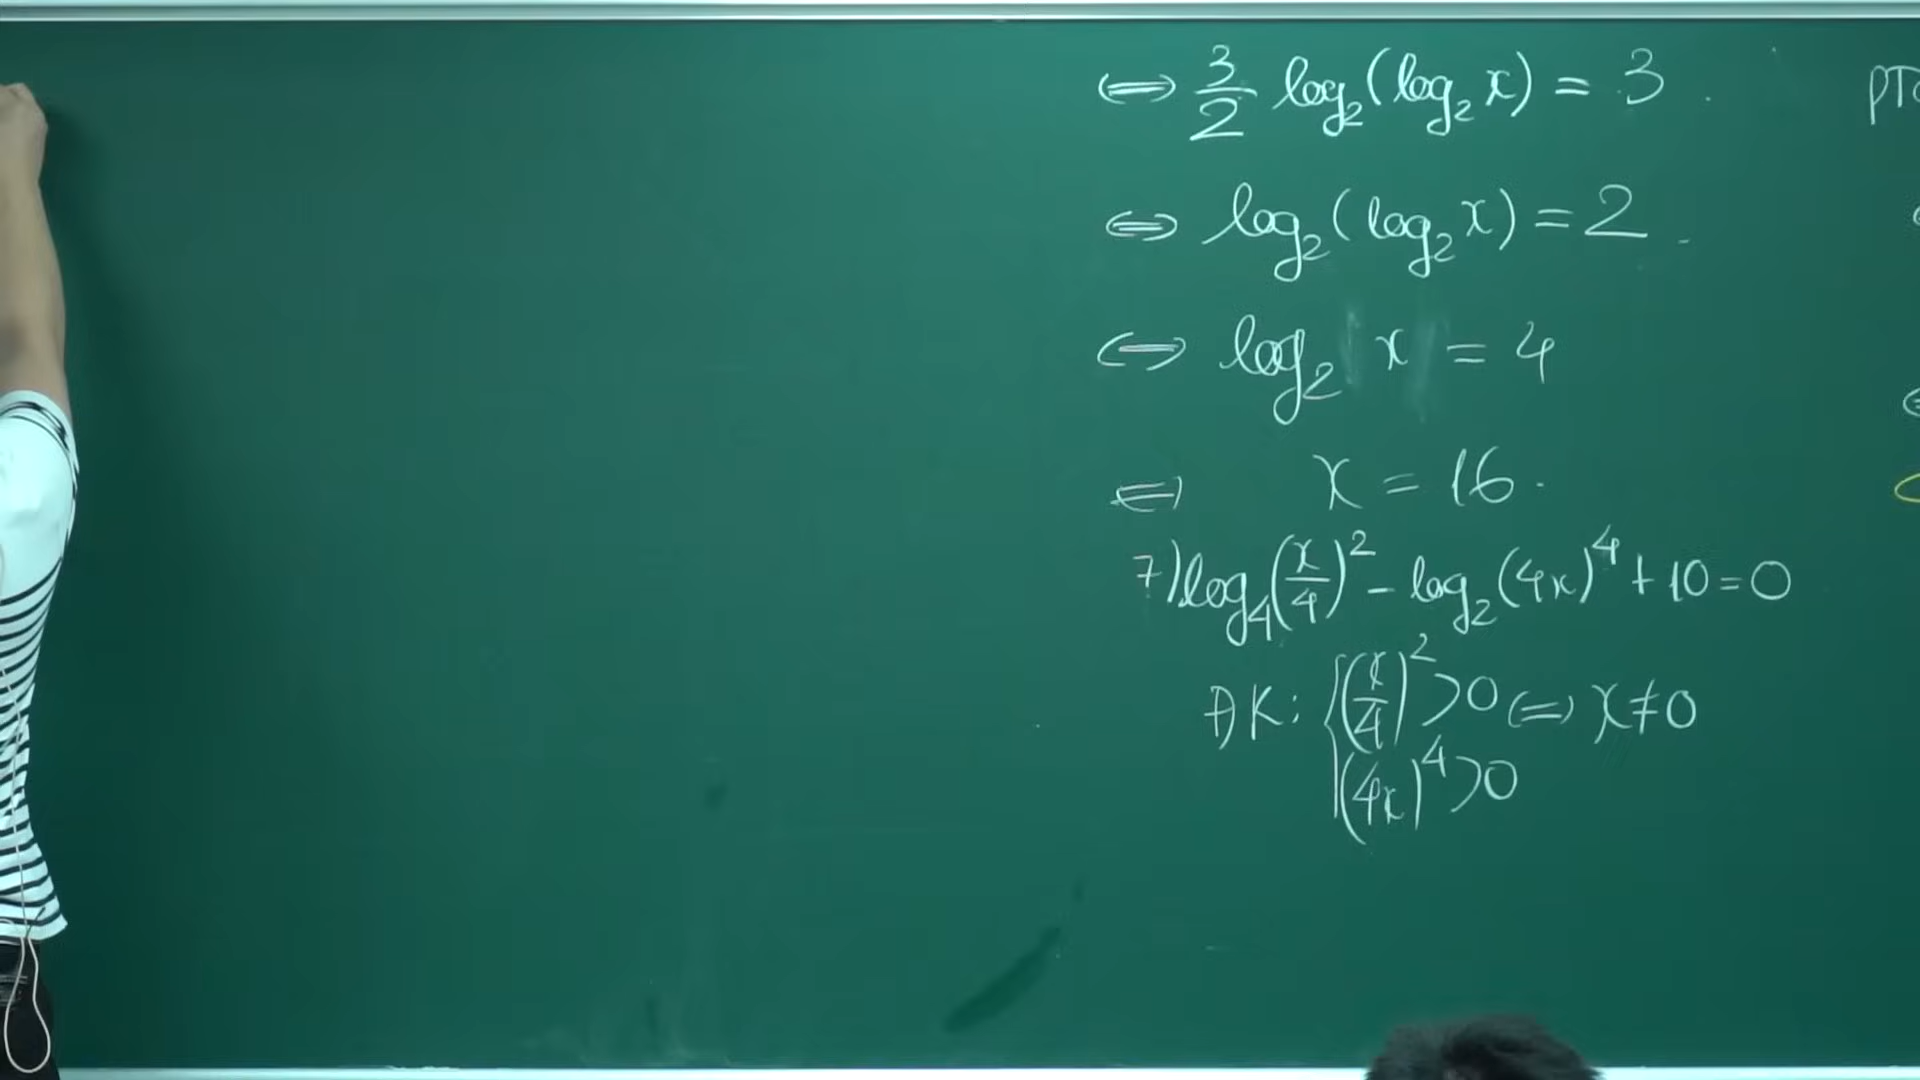 ⇔ 3/2 log₂(log₂ x) = 3.
⇔ log₂(log₂ x) = 2.
⇔ log₂ x = 4
⇔ x = 16.
7) log₄(x/4)² - log₂(4x)⁴ + 10 = 0
ĐK: { (x/4)² > 0 ⇔ x ≠ 0
(4x)⁴ > 0